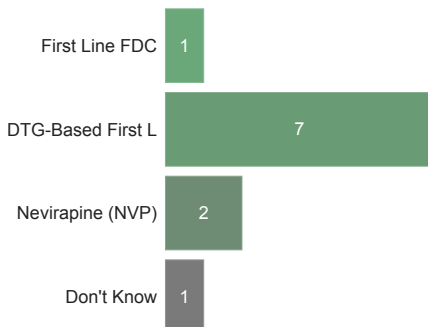 First Line FDC 1
DTG-Based First L 7
Nevirapine (NVP) 2
Don't Know 1